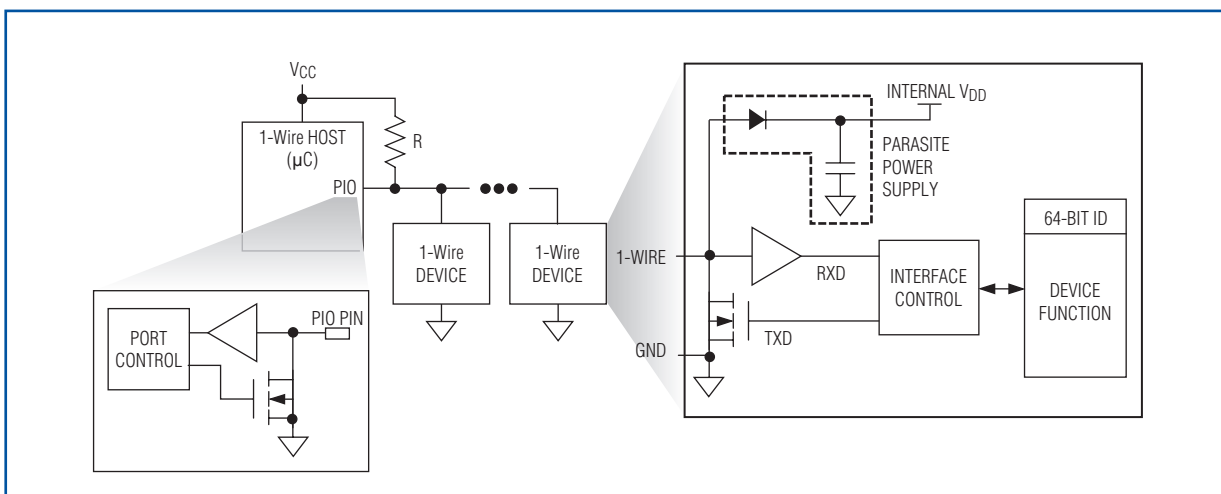 VCC
1-Wire HOST
(µC)
R
PIO
1-Wire
DEVICE
1-Wire
DEVICE
PORT
CONTROL
PIO PIN
INTERNAL VDD
PARASITE
POWER
SUPPLY
1-WIRE
RXD
TXD
GND
INTERFACE
CONTROL
64-BIT ID
DEVICE
FUNCTION